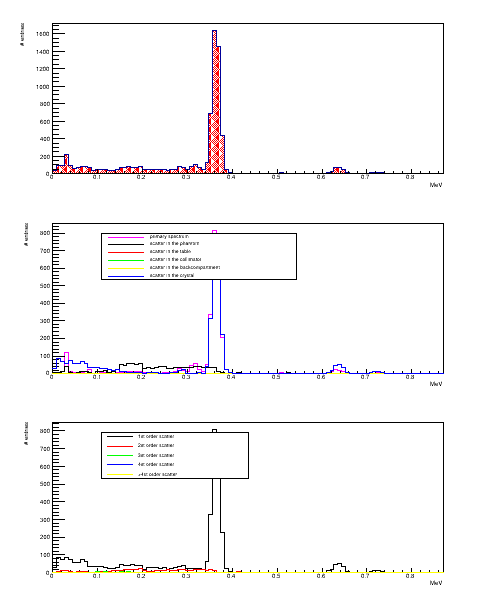 # entries
1600
1400
1200
1000
800
600
400
200
0
0 0.1 0.2 0.3 0.4 0.5 0.6 0.7 0.8
MeV
# entries
800
700
600
500
400
300
200
100
0
primary spectrum
scatter in the phantom
scatter in the table
scatter in the collimator
scatter in the backcompartment
scatter in the crystal
0 0.1 0.2 0.3 0.4 0.5 0.6 0.7 0.8
MeV
# entries
800
700
600
500
400
300
200
100
0
1st order scatter
2st order scatter
3st order scatter
4st order scatter
>4st order scatter
0 0.1 0.2 0.3 0.4 0.5 0.6 0.7 0.8
MeV